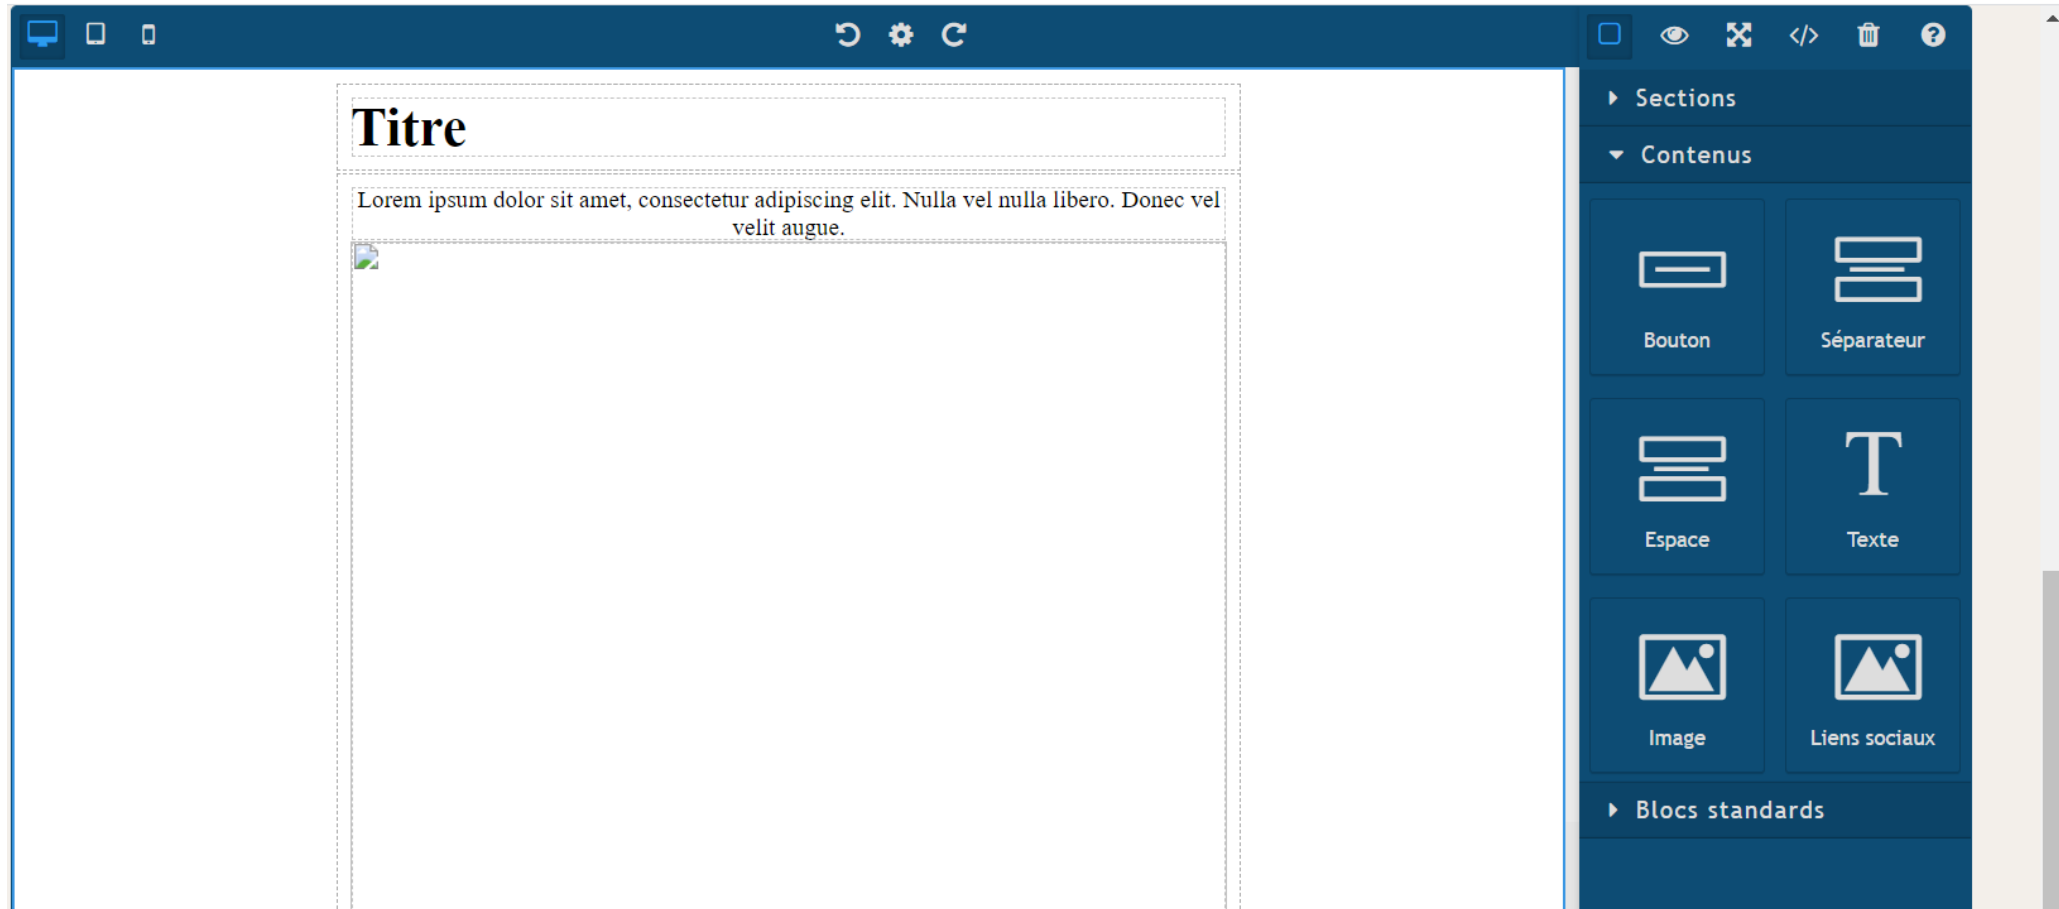 Titre
Lorem ipsum dolor sit amet, consectetur adipiscing elit. Nulla vel nulla libero. Donec vel
velit augue.
Sections
Contenus
Bouton
Séparateur
Espace
Texte
Image
Liens sociaux
Blocs standards